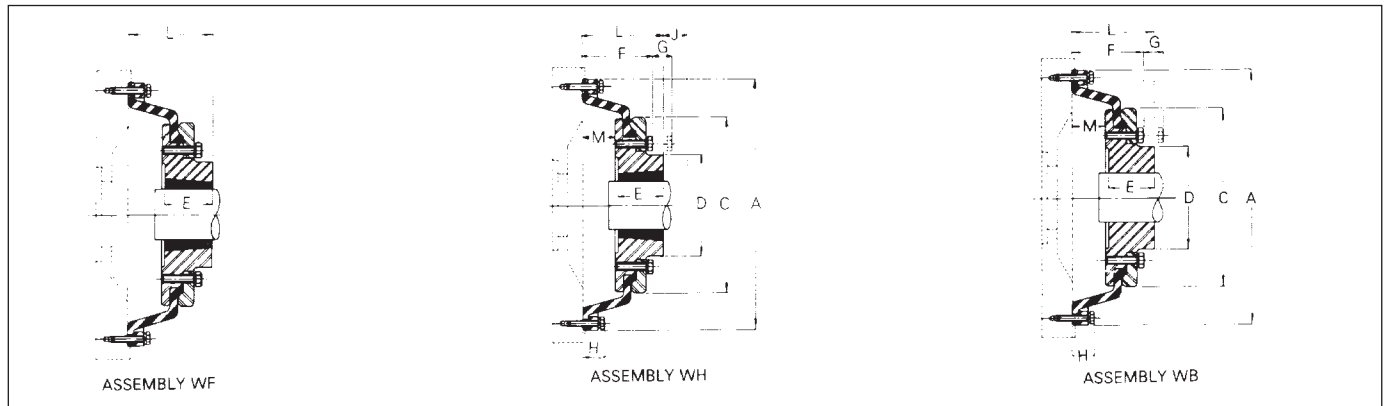 L
E
ASSEMBLY WF
L J
F G
M
E
D C A
H
ASSEMBLY WH
L
F G
M
E
D C A
H
ASSEMBLY WB